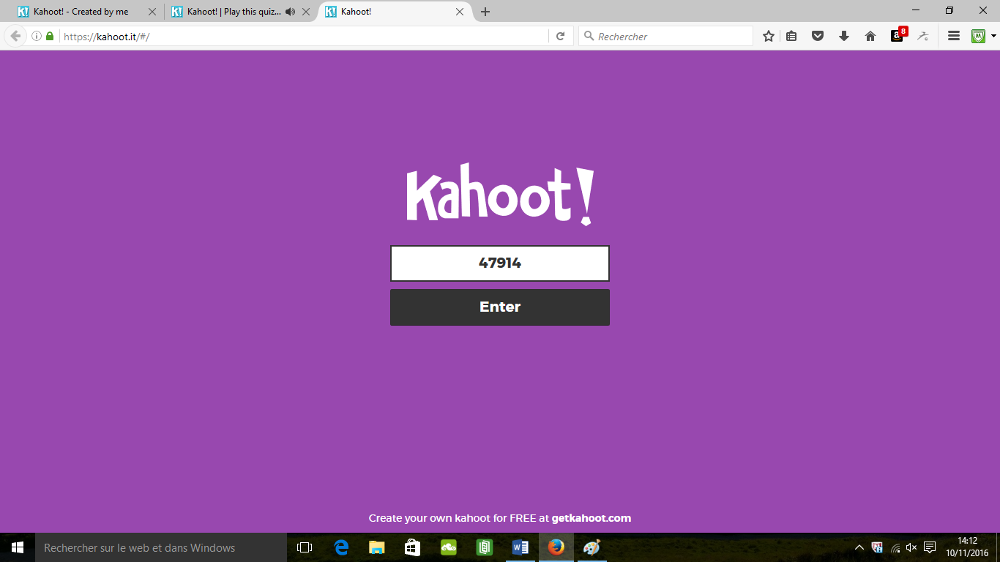 Kahoot! - Created by me
Kahoot! | Play this quiz...
Kahoot!
https://kahoot.it/#/
Rechercher
8
Kahoot!
47914
Enter
Create your own kahoot for FREE at getkahoot.com
Rechercher sur le web et dans Windows
14:12
10/11/2016